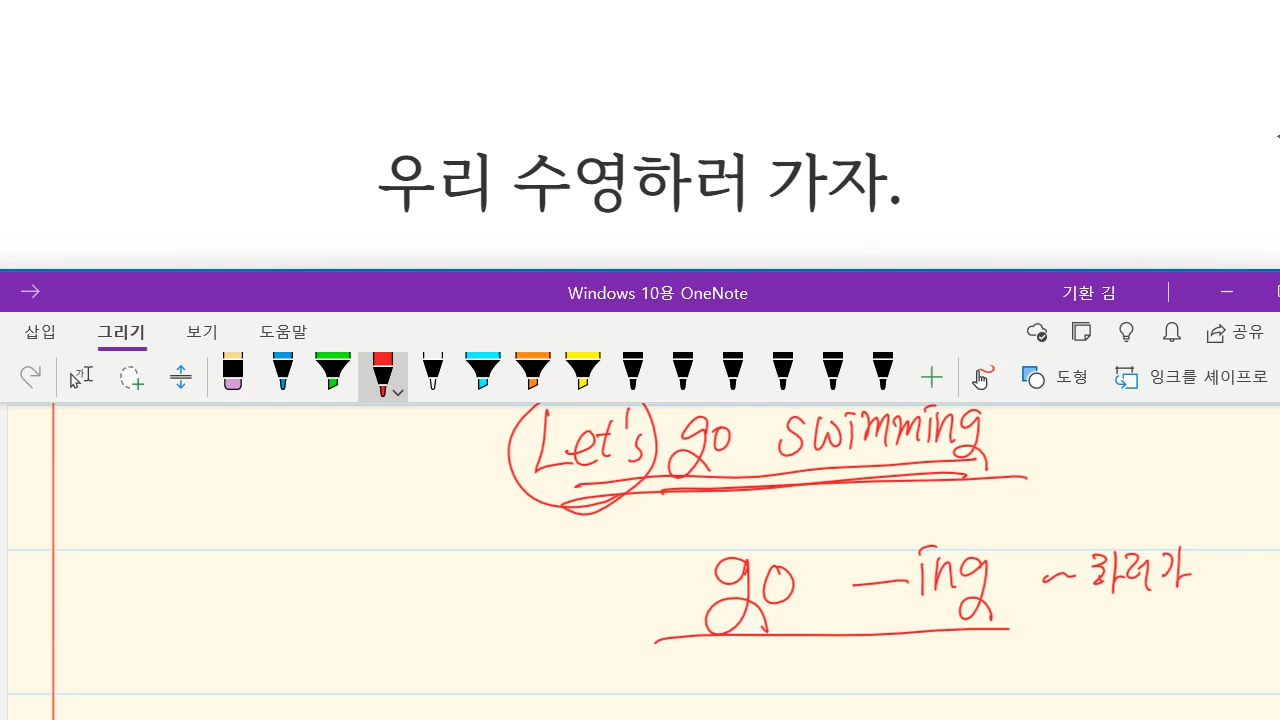 우리 수영하러 가자.
Windows 10용 OneNote 기환 김
삽입 그리기 보기 도움말 공유
가 도형 잉크를 셰이프로
Let's go swimming
go —ing ~하러가